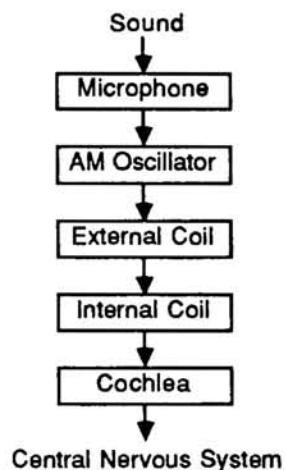 Sound
Microphone
AM Oscillator
External Coil
Internal Coil
Cochlea
Central Nervous System